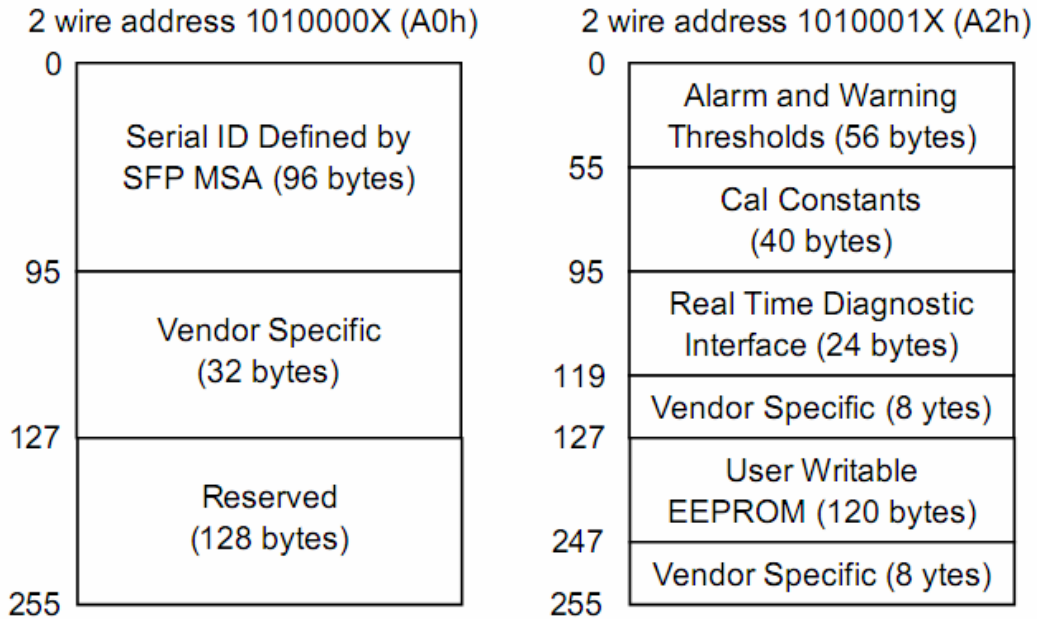 2 wire address 1010000X (A0h)
0
Serial ID Defined by
SFP MSA (96 bytes)
95
Vendor Specific
(32 bytes)
127
Reserved
(128 bytes)
255
2 wire address 1010001X (A2h)
0
Alarm and Warning
Thresholds (56 bytes)
55
Cal Constants
(40 bytes)
95
Real Time Diagnostic
Interface (24 bytes)
119
Vendor Specific (8 ytes)
127
User Writable
EEPROM (120 bytes)
247
Vendor Specific (8 ytes)
255